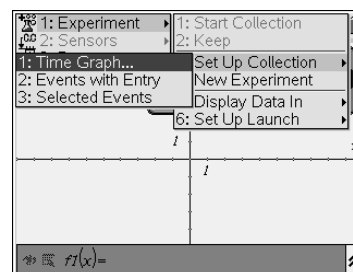 1: Experiment
2: Sensors
1: Start Collection
2: Keep
Set Up Collection
New Experiment
Display Data In
6: Set Up Launch
1: Time Graph...
2: Events with Entry
3: Selected Events
1
1
f1(x)=